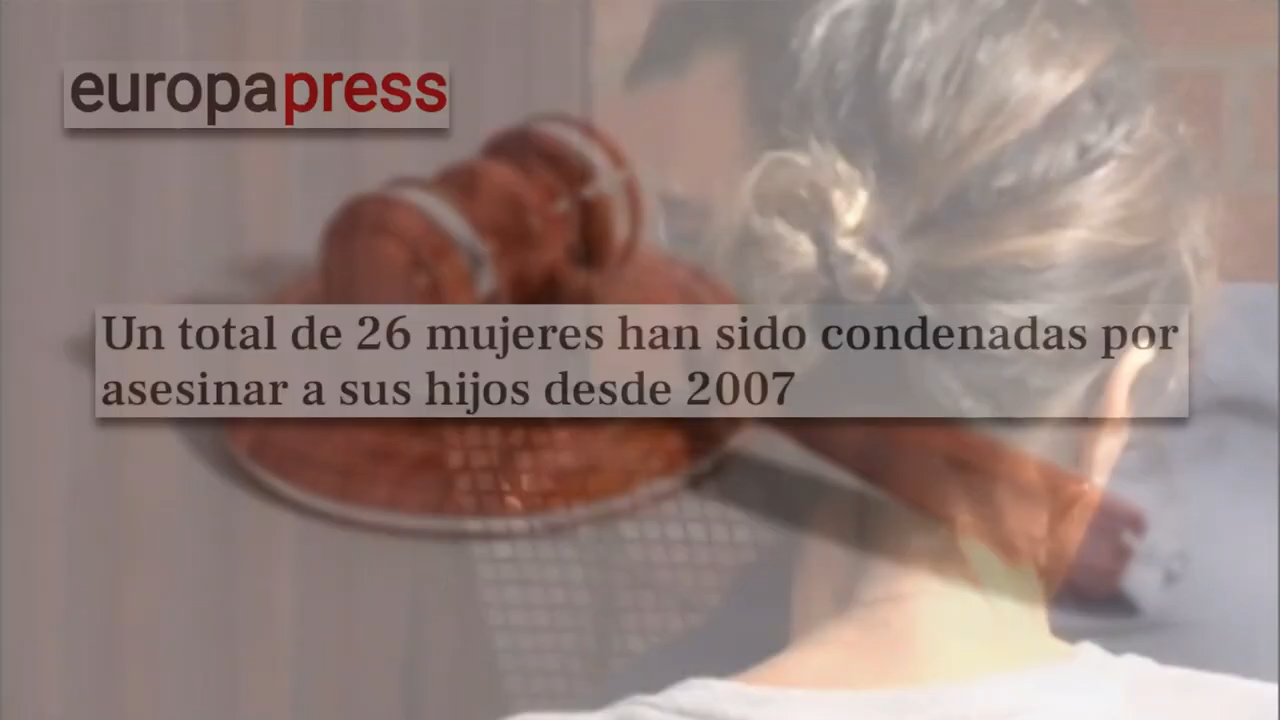 europapress
Un total de 26 mujeres han sido condenadas por
asesinar a sus hijos desde 2007